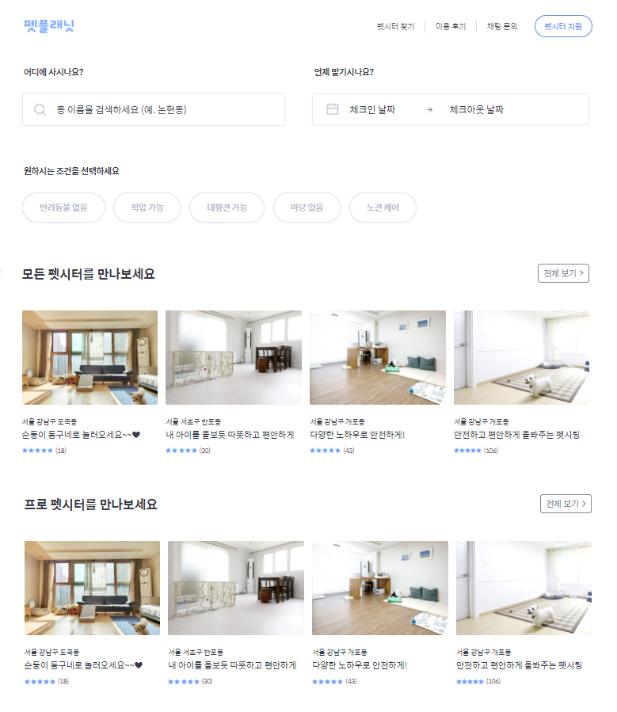 펫플래닛
펫시터 찾기
이용 후기
채팅 문의
펫시터 지원
어디에 사시나요?
언제 맡기시나요?
동 이름을 검색하세요 (예. 논현동)
체크인 날짜 → 체크아웃 날짜
원하시는 조건을 선택하세요
반려동물 없음
픽업 가능
대형견 가능
마당 있음
노견 케어
모든 펫시터를 만나보세요
전체 보기 >
서울 강남구 도곡동
순둥이 동구네로 놀러오세요~~♥
★★★★★ (18)
서울 서초구 반포동
내 아이를 돌보듯 따뜻하고 편안하게
★★★★★ (30)
서울 강남구 개포동
다양한 노하우로 안전하게!
★★★★★ (43)
서울 강남구 개포동
안전하고 편안하게 돌봐주는 펫시팅
★★★★★ (106)
프로 펫시터를 만나보세요
전체 보기 >
서울 강남구 도곡동
순둥이 동구네로 놀러오세요~~♥
★★★★★ (18)
서울 서초구 반포동
내 아이를 돌보듯 따뜻하고 편안하게
★★★★★ (30)
서울 강남구 개포동
다양한 노하우로 안전하게!
★★★★★ (43)
서울 강남구 개포동
안전하고 편안하게 돌봐주는 펫시팅
★★★★★ (106)